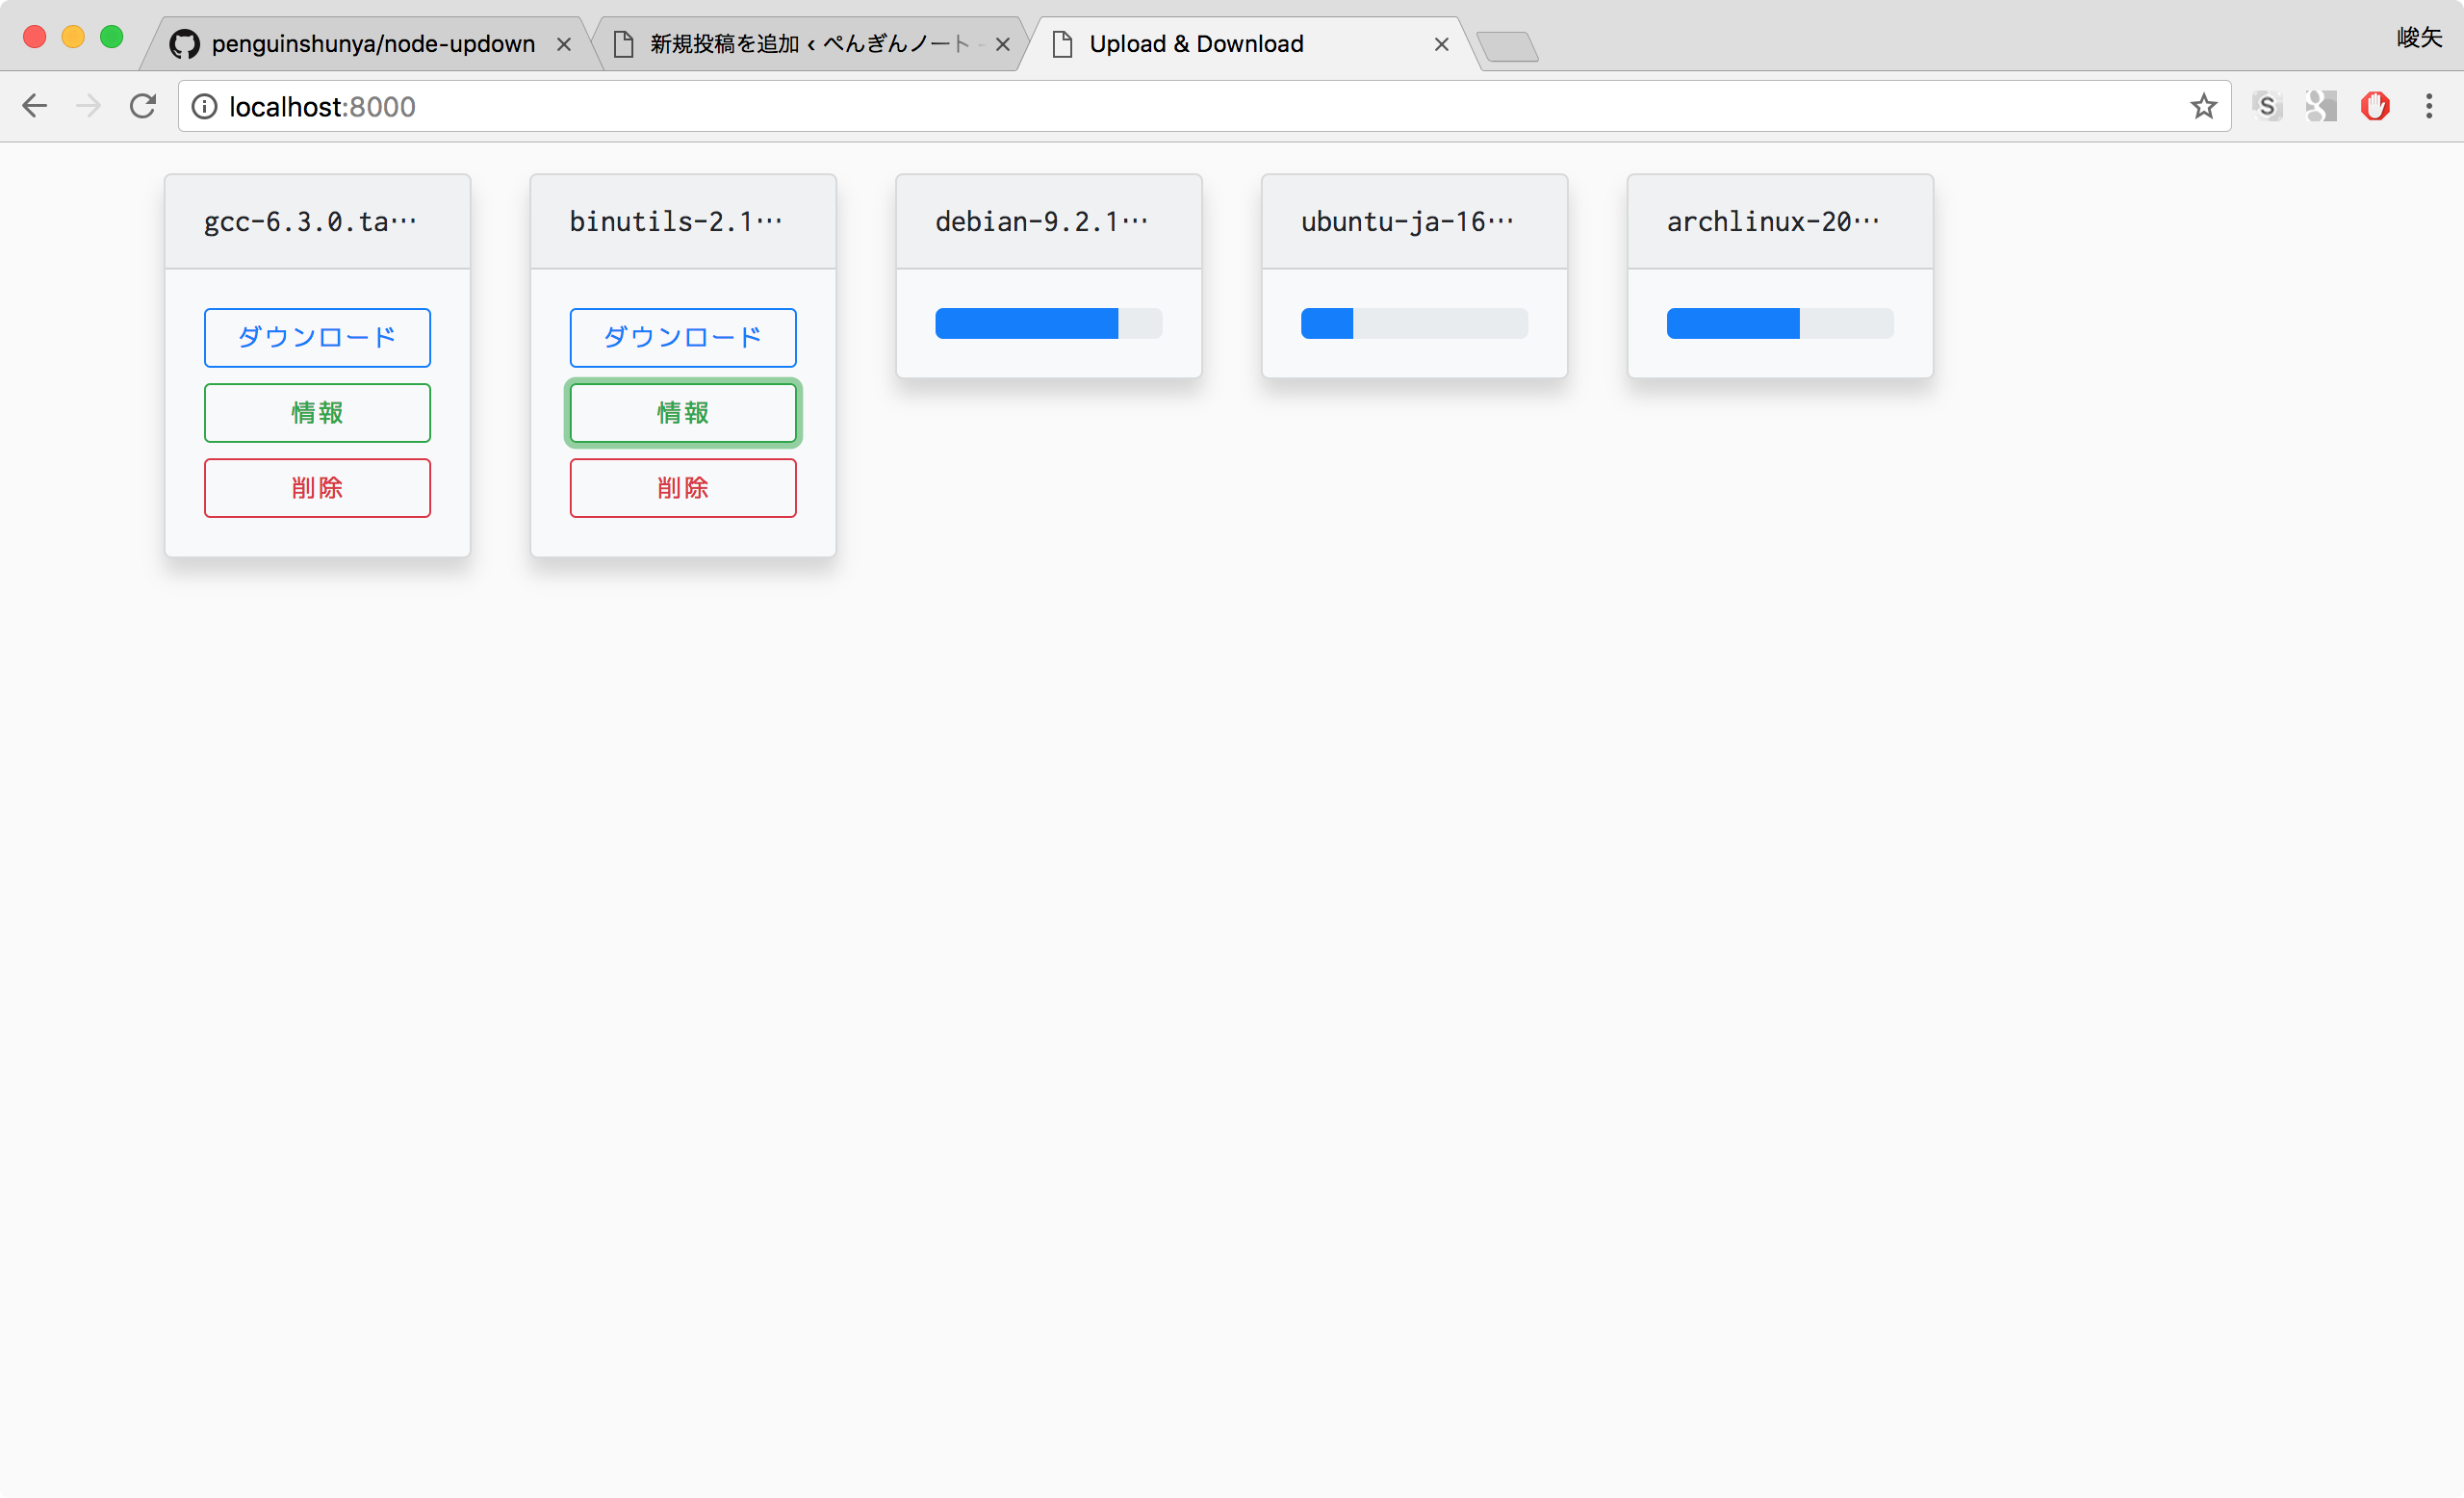 penguinshunya/node-updown
新規投稿を追加 ‹ ぺんぎんノート -
Upload & Download
峻矢
localhost:8000
S
gcc-6.3.0.ta…
binutils-2.1…
debian-9.2.1…
ubuntu-ja-16…
archlinux-20…
ダウンロード
ダウンロード
情報
情報
削除
削除